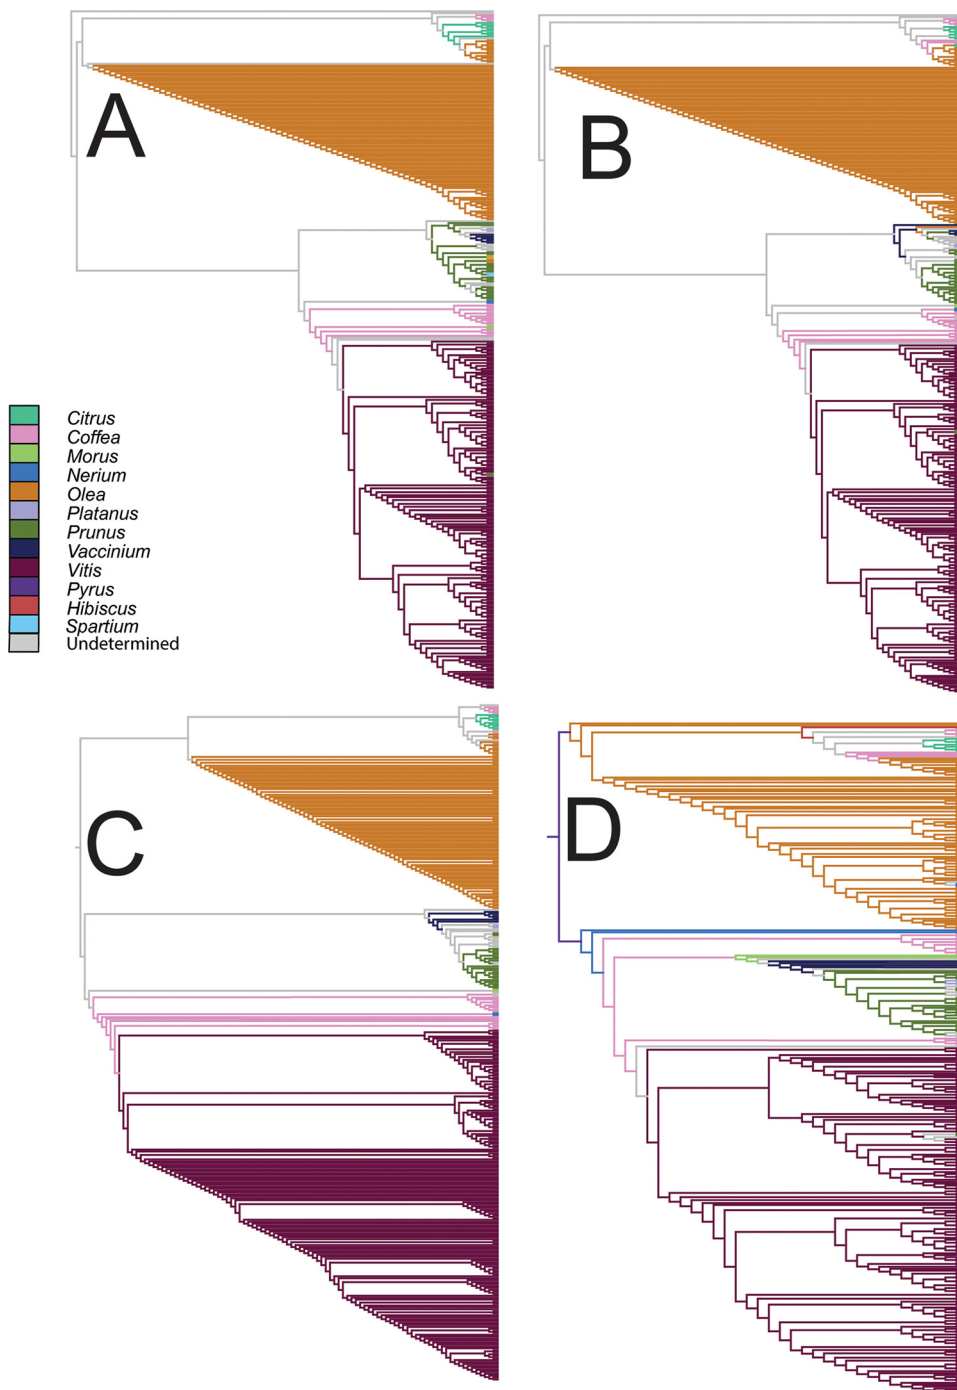 A
B
Citrus
Coffea
Morus
Nerium
Olea
Platanus
Prunus
Vaccinium
Vitis
Pyrus
Hibiscus
Spartium
Undetermined
C
D